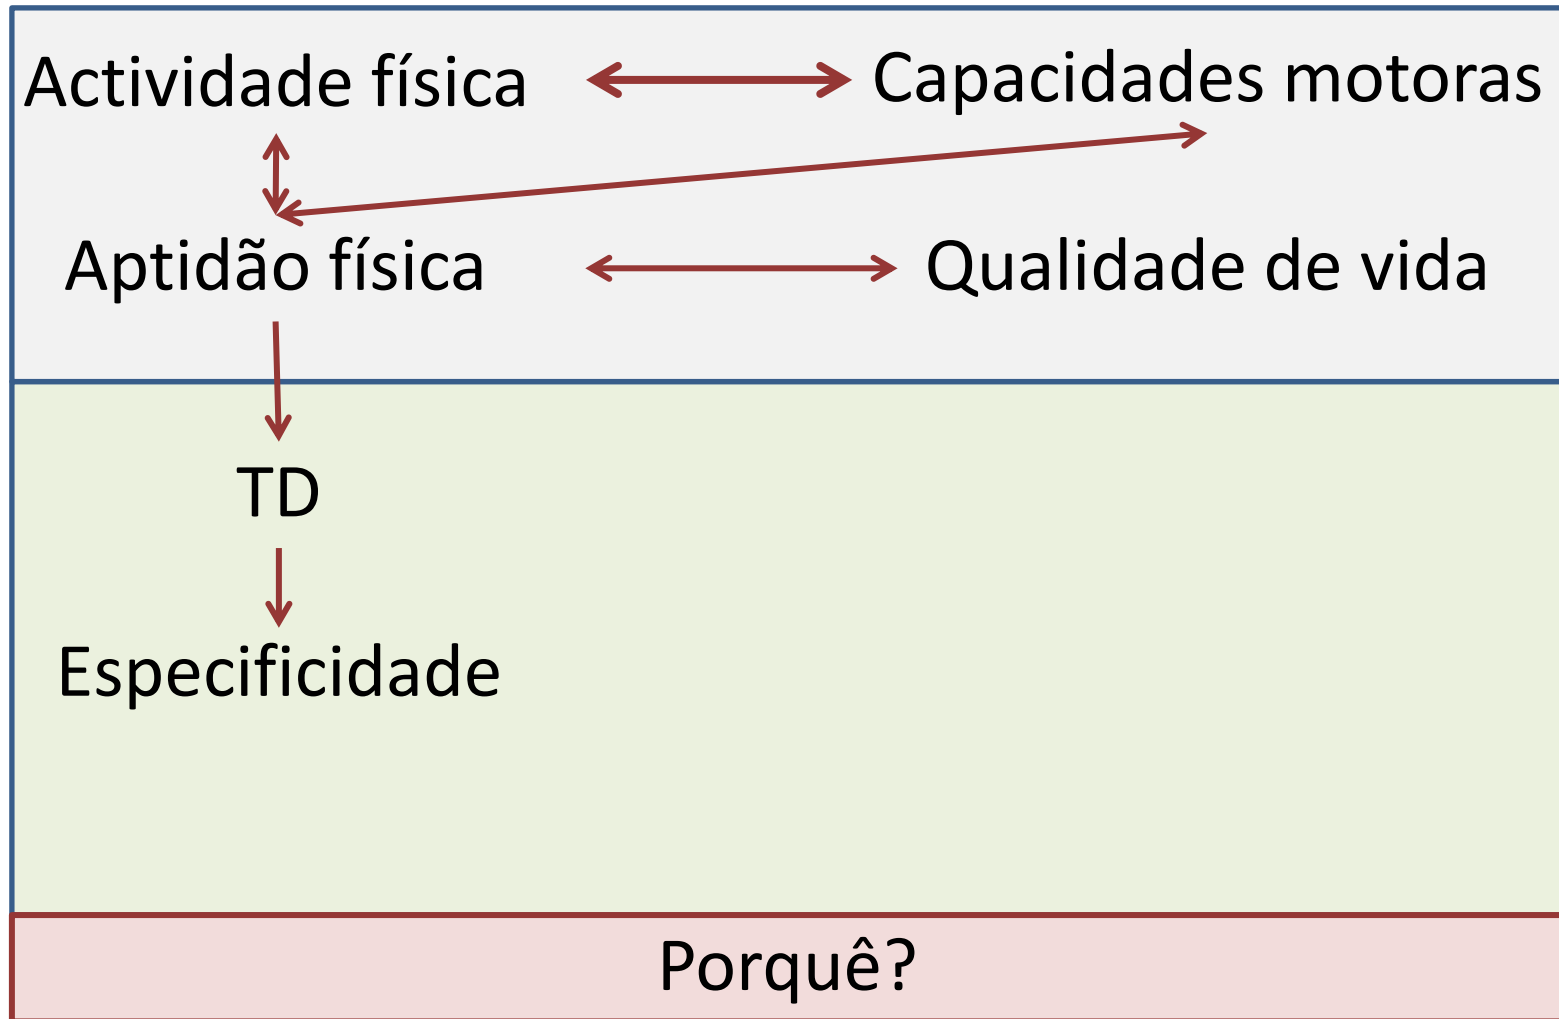 Actividade física
Capacidades motoras
Aptidão física
Qualidade de vida
TD
Especificidade
Porquê?